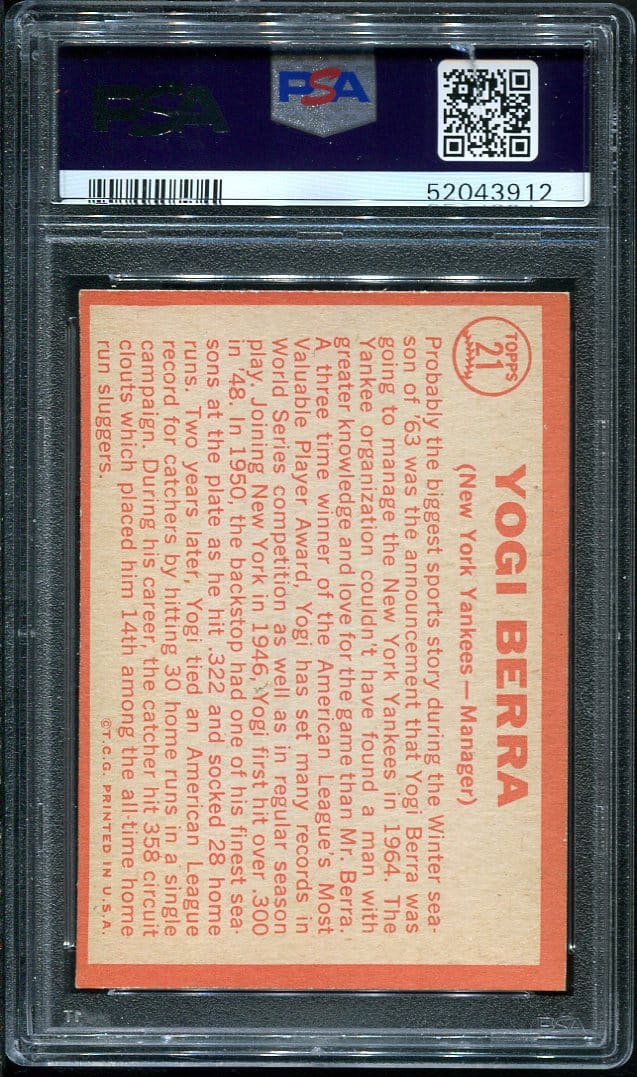 PSA
PSA
52043912
TOPPS
21
YOGI BERRA
(New York Yankees—Manager)
Probably the biggest sports story during the Winter sea-
son of '63 was the announcement that Yogi Berra was
going to manage the New York Yankees in 1964. The
Yankee organization couldn't have found a man with
greater knowledge and love for the game than Mr. Berra.
A three time winner of the American League's Most
Valuable Player Award, Yogi has set many records in
World Series competition as well as in regular season
play. Joining New York in 1946, Yogi first hit over .300
in '48. In 1950, the backstop had one of his finest sea-
sons at the plate as he hit .322 and socked 28 home
runs. Two years later, Yogi tied an American League
record for catchers by hitting 30 home runs in a single
campaign. During his career, the catcher hit 358 circuit
clouts which placed him 14th among the all-time home
run sluggers.
©T.C.G. PRINTED IN U.S.A.
PSA